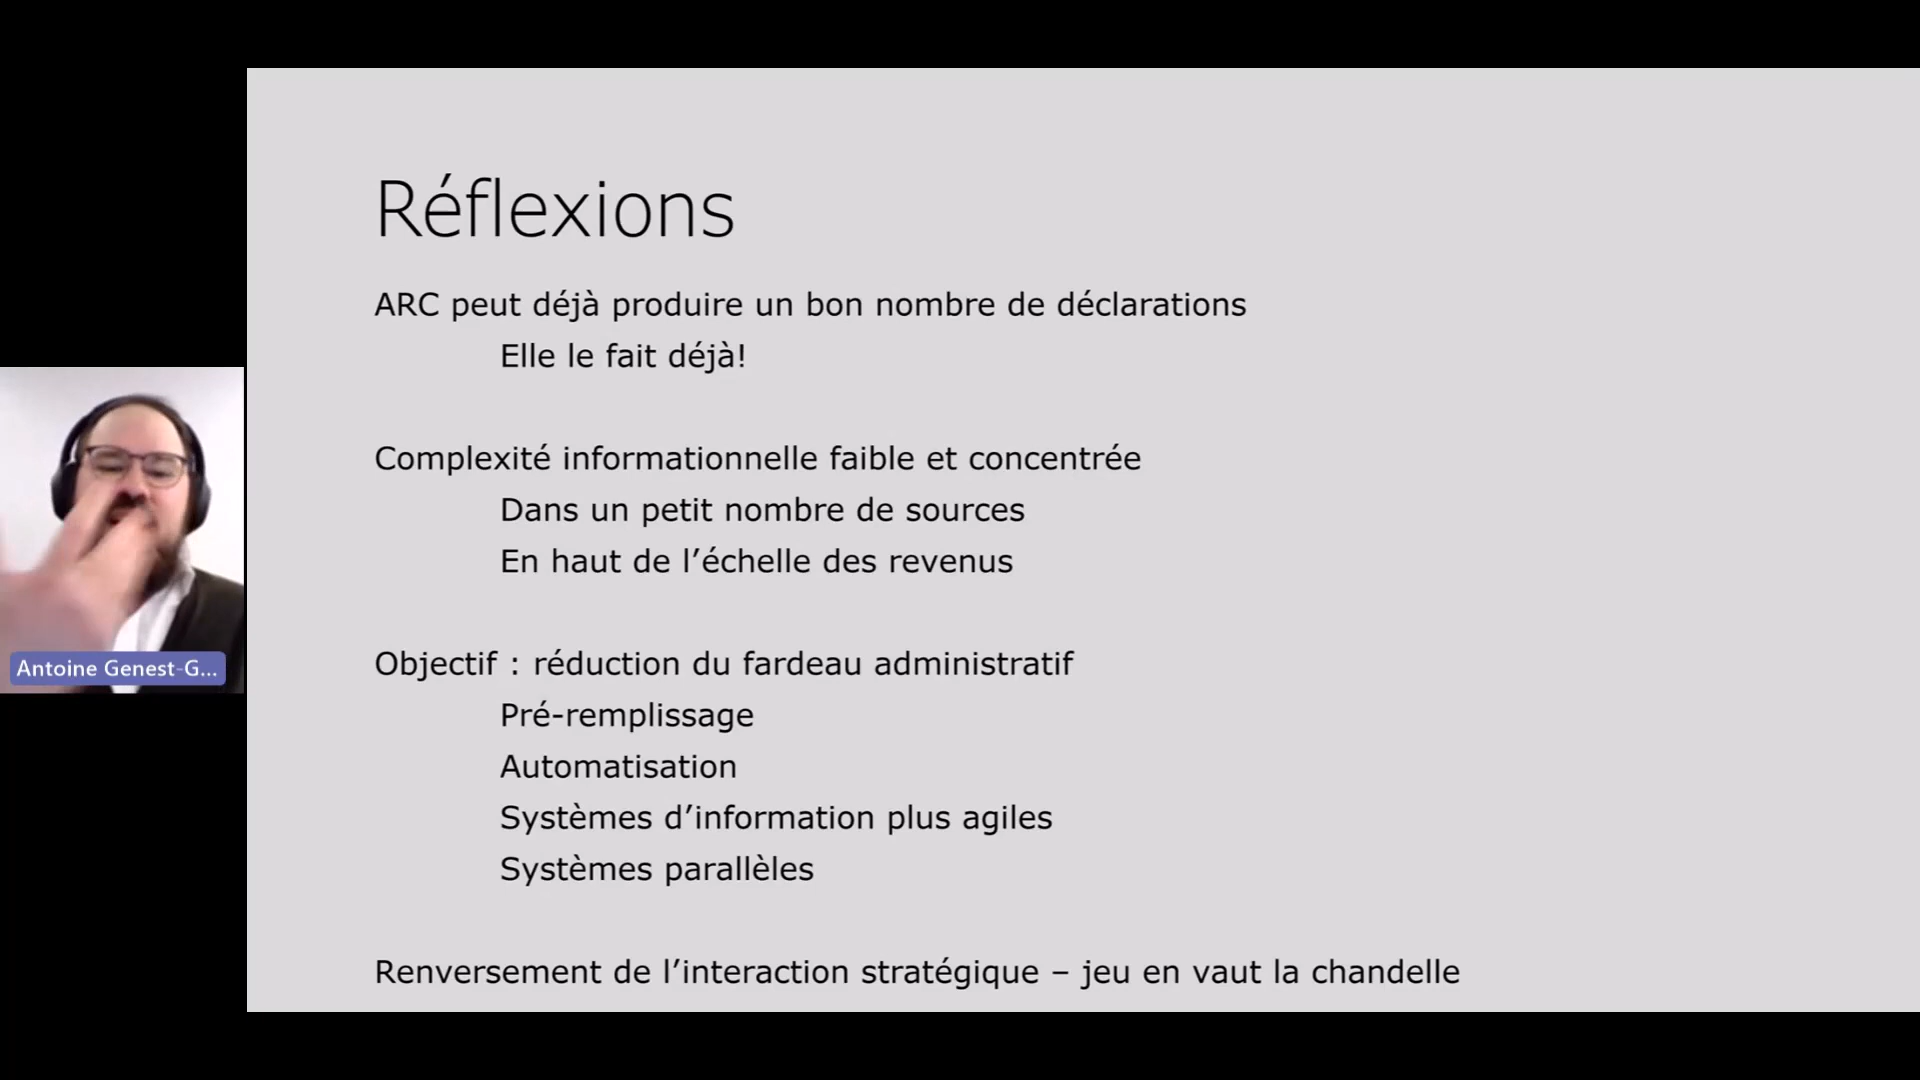 Réflexions
ARC peut déjà produire un bon nombre de déclarations
Elle le fait déjà!
Complexité informationnelle faible et concentrée
Dans un petit nombre de sources
En haut de l’échelle des revenus
Objectif : réduction du fardeau administratif
Pré-remplissage
Automatisation
Systèmes d’information plus agiles
Systèmes parallèles
Renversement de l’interaction stratégique – jeu en vaut la chandelle
Antoine Genest-G...